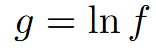 g = ln f